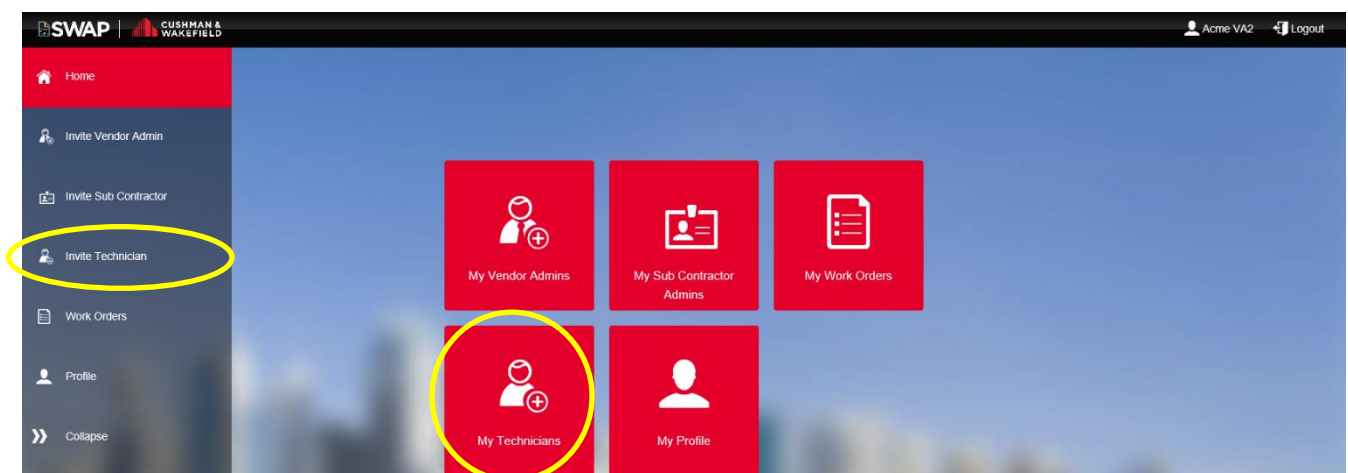 SWAP
CUSHMAN &
WAKEFIELD
Acme VA2
Logout
Home
Invite Vendor Admin
Invite Sub Contractor
Invite Technician
Work Orders
Profile
Collapse
My Vendor Admins
My Sub Contractor
Admins
My Work Orders
My Technicians
My Profile